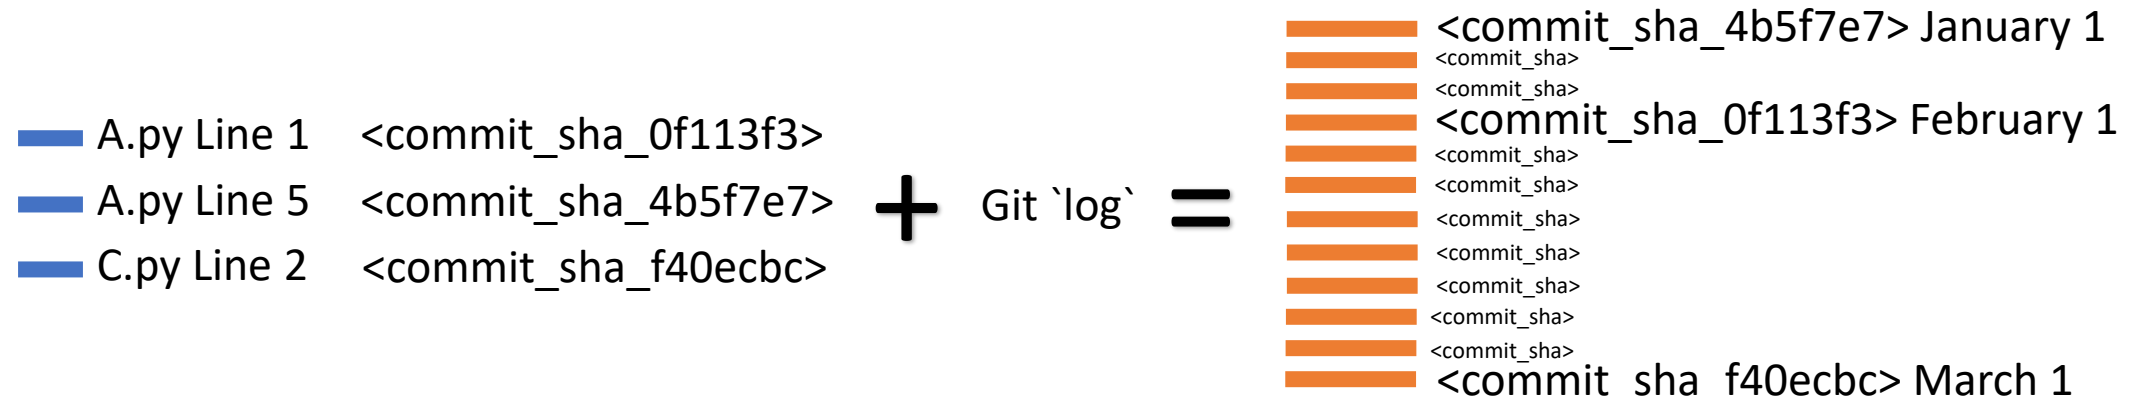 A.py Line 1 <commit_sha_0f113f3>
A.py Line 5 <commit_sha_4b5f7e7>
C.py Line 2 <commit_sha_f40ecbc>
+ Git `log` =
<commit_sha_4b5f7e7> January 1
<commit_sha>
<commit_sha>
<commit_sha_0f113f3> February 1
<commit_sha>
<commit_sha>
<commit_sha>
<commit_sha>
<commit_sha>
<commit_sha>
<commit_sha>
<commit_sha_f40ecbc> March 1